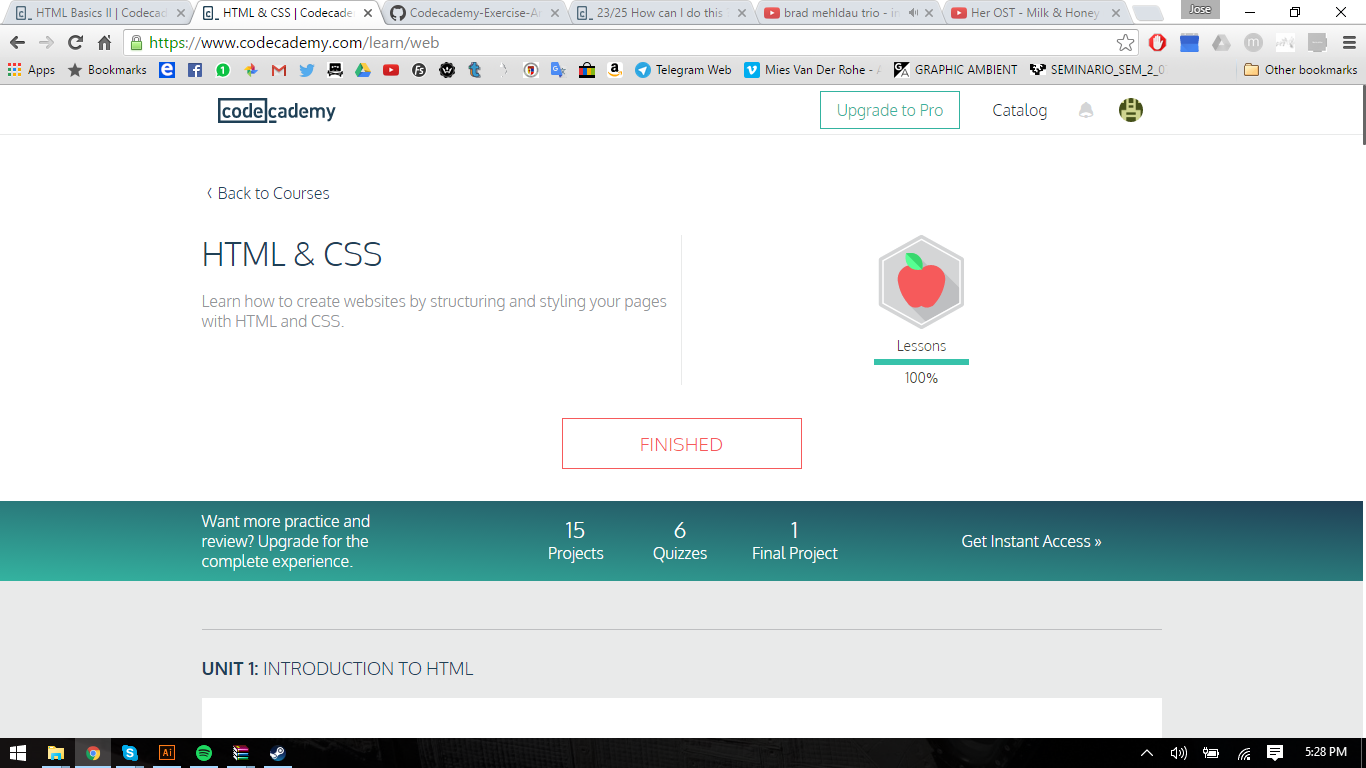 HTML Basics II | Codecad
HTML & CSS | Codecade
Codecademy-Exercise-A
23/25 How can I do this
brad mehldau trio - in
Her OST - Milk & Honey
Jose
https://www.codecademy.com/learn/web
Apps
Bookmarks
Telegram Web
Mies Van Der Rohe -
GRAPHIC AMBIENT
SEMINARIO_SEM_2_0
Other bookmarks
codecademy
Upgrade to Pro
Catalog
Back to Courses
HTML & CSS
Learn how to create websites by structuring and styling your pages
with HTML and CSS.
Lessons
100%
FINISHED
Want more practice and
review? Upgrade for the
complete experience.
15
Projects
6
Quizzes
1
Final Project
Get Instant Access »
UNIT 1: INTRODUCTION TO HTML
Ai
5:28 PM